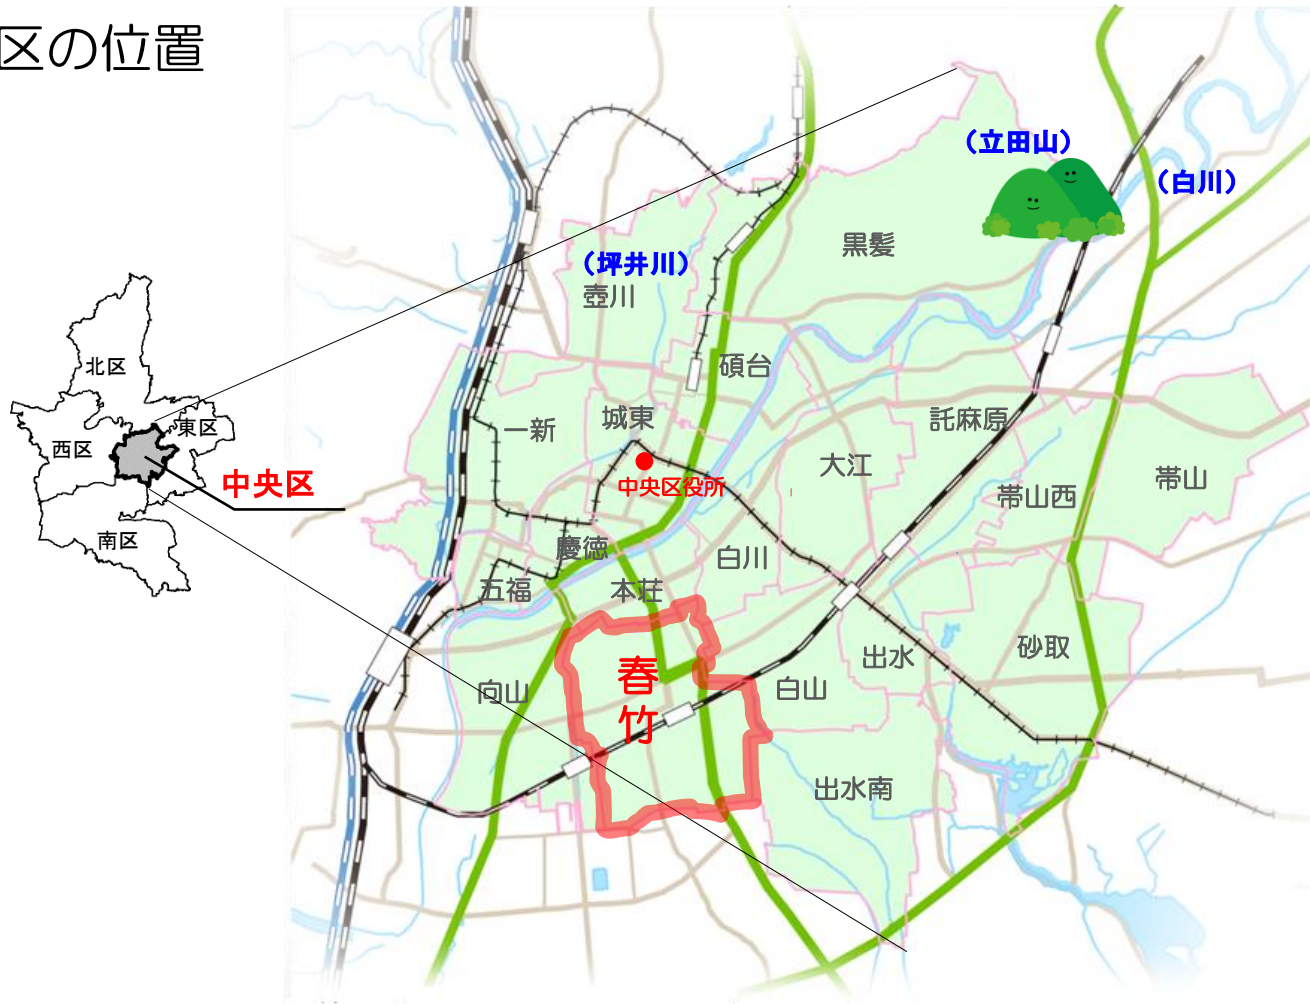 区の位置
（立田山）
（白川）
黒髪
（坪井川）
壺川
碩台
北区
城東
託麻原
東区
一新
西区
大江
帯山
中央区
中央区役所
帯山西
南区
慶徳
白川
五福
本荘
砂取
出水
春
竹
向山
白山
出水南